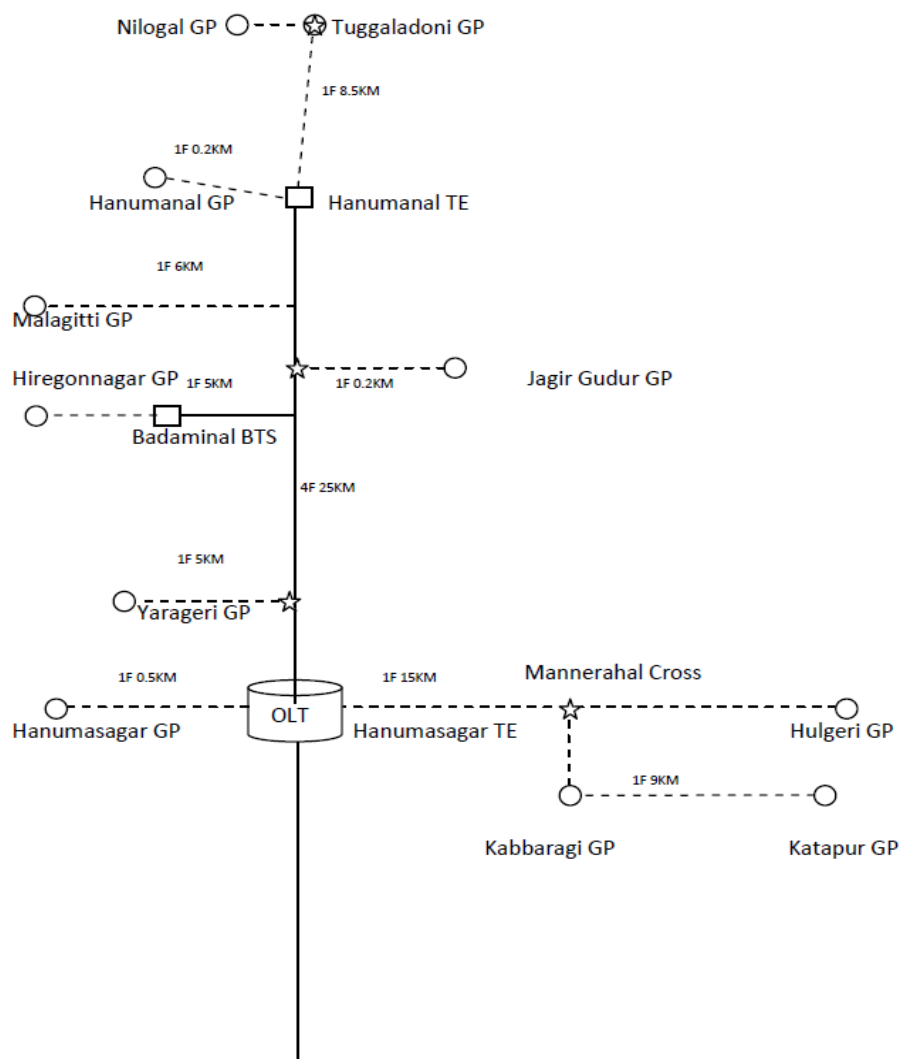 Nilogal GP
Tuggaladoni GP
1F 8.5KM
1F 0.2KM
Hanumanal GP
Hanumanal TE
1F 6KM
Malagitti GP
Hiregonnagar GP
1F 5KM
1F 0.2KM
Jagir Gudur GP
Badaminal BTS
4F 25KM
1F 5KM
Yarageri GP
1F 0.5KM
1F 15KM
Mannerahal Cross
Hanumasagar GP
OLT
Hanumasagar TE
Hulgeri GP
1F 9KM
Kabbaragi GP
Katapur GP